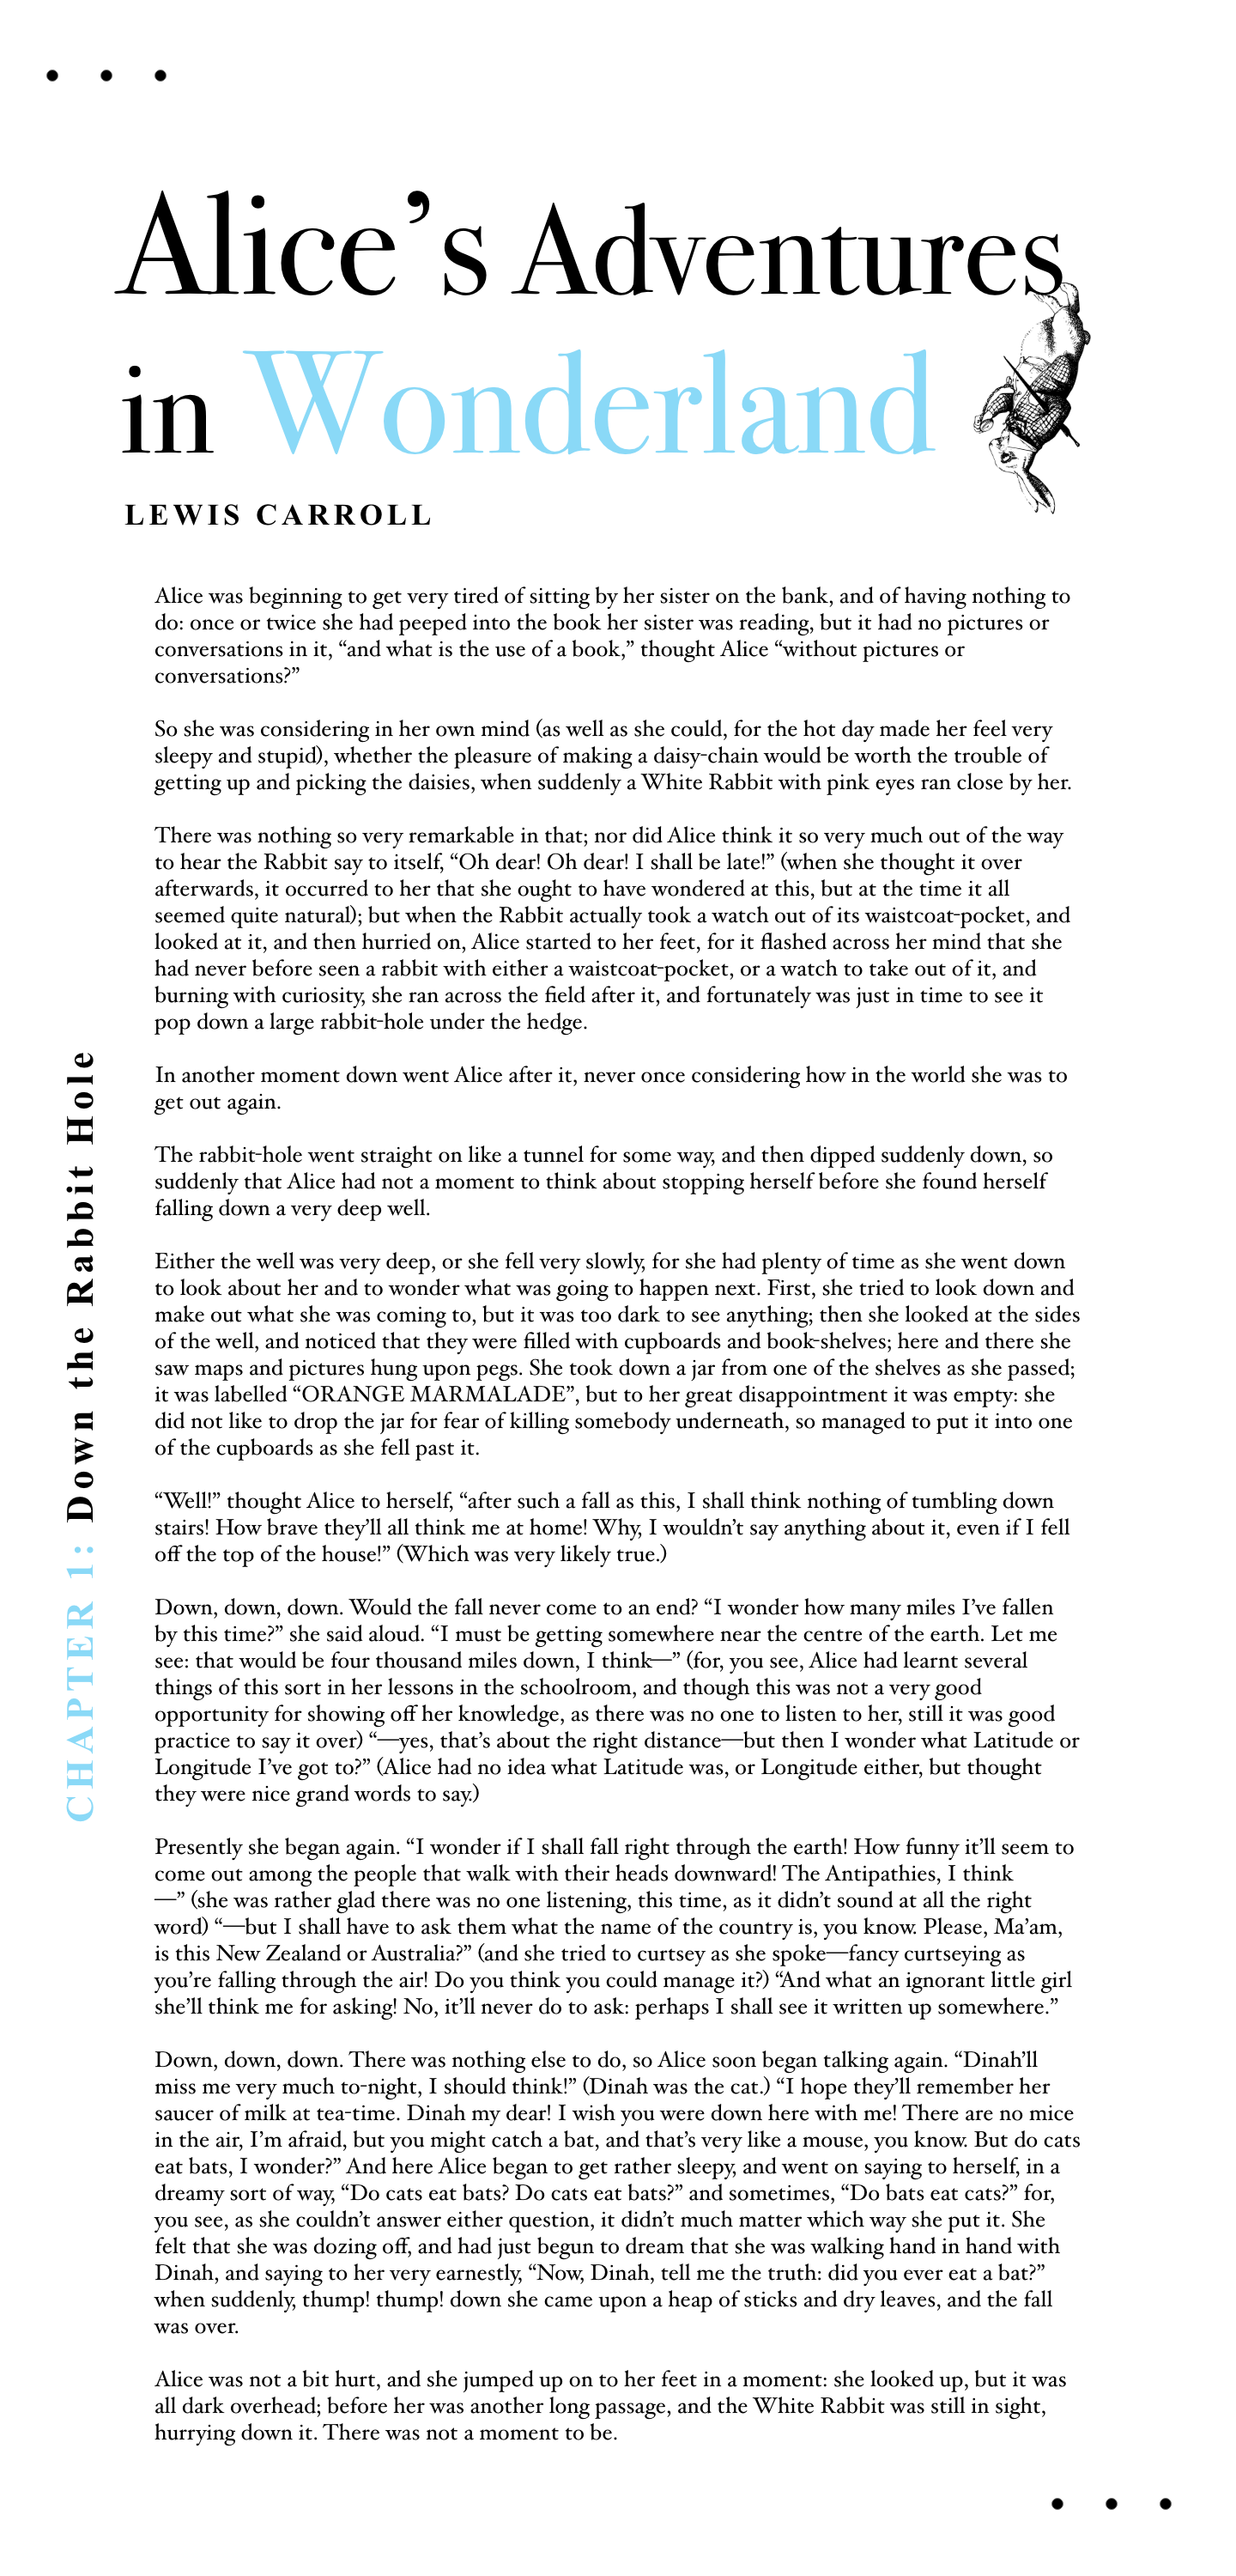 Alice’s Adventures
in Wonderland
LEWIS CARROLL
Alice was beginning to get very tired of sitting by her sister on the bank, and of having nothing to
do: once or twice she had peeped into the book her sister was reading, but it had no pictures or
conversations in it, “and what is the use of a book,” thought Alice “without pictures or
conversations?”
So she was considering in her own mind (as well as she could, for the hot day made her feel very
sleepy and stupid), whether the pleasure of making a daisy-chain would be worth the trouble of
getting up and picking the daisies, when suddenly a White Rabbit with pink eyes ran close by her.
There was nothing so very remarkable in that; nor did Alice think it so very much out of the way
to hear the Rabbit say to itself, “Oh dear! Oh dear! I shall be late!” (when she thought it over
afterwards, it occurred to her that she ought to have wondered at this, but at the time it all
seemed quite natural); but when the Rabbit actually took a watch out of its waistcoat-pocket, and
looked at it, and then hurried on, Alice started to her feet, for it flashed across her mind that she
had never before seen a rabbit with either a waistcoat-pocket, or a watch to take out of it, and
burning with curiosity, she ran across the field after it, and fortunately was just in time to see it
pop down a large rabbit-hole under the hedge.
In another moment down went Alice after it, never once considering how in the world she was to
get out again.
The rabbit-hole went straight on like a tunnel for some way, and then dipped suddenly down, so
suddenly that Alice had not a moment to think about stopping herself before she found herself
falling down a very deep well.
Either the well was very deep, or she fell very slowly, for she had plenty of time as she went down
to look about her and to wonder what was going to happen next. First, she tried to look down and
make out what she was coming to, but it was too dark to see anything; then she looked at the sides
of the well, and noticed that they were filled with cupboards and book-shelves; here and there she
saw maps and pictures hung upon pegs. She took down a jar from one of the shelves as she passed;
it was labelled “ORANGE MARMALADE”, but to her great disappointment it was empty: she
did not like to drop the jar for fear of killing somebody underneath, so managed to put it into one
of the cupboards as she fell past it.
“Well!” thought Alice to herself, “after such a fall as this, I shall think nothing of tumbling down
stairs! How brave they’ll all think me at home! Why, I wouldn’t say anything about it, even if I fell
off the top of the house!” (Which was very likely true.)
Down, down, down. Would the fall never come to an end? “I wonder how many miles I’ve fallen
by this time?” she said aloud. “I must be getting somewhere near the centre of the earth. Let me
see: that would be four thousand miles down, I think—” (for, you see, Alice had learnt several
things of this sort in her lessons in the schoolroom, and though this was not a very good
opportunity for showing off her knowledge, as there was no one to listen to her, still it was good
practice to say it over) “—yes, that’s about the right distance—but then I wonder what Latitude or
Longitude I’ve got to?” (Alice had no idea what Latitude was, or Longitude either, but thought
they were nice grand words to say.)
Presently she began again. “I wonder if I shall fall right through the earth! How funny it’ll seem to
come out among the people that walk with their heads downward! The Antipathies, I think
—” (she was rather glad there was no one listening, this time, as it didn’t sound at all the right
word) “—but I shall have to ask them what the name of the country is, you know. Please, Ma’am,
is this New Zealand or Australia?” (and she tried to curtsey as she spoke—fancy curtseying as
you’re falling through the air! Do you think you could manage it?) “And what an ignorant little girl
she’ll think me for asking! No, it’ll never do to ask: perhaps I shall see it written up somewhere.”
Down, down, down. There was nothing else to do, so Alice soon began talking again. “Dinah’ll
miss me very much to-night, I should think!” (Dinah was the cat.) “I hope they’ll remember her
saucer of milk at tea-time. Dinah my dear! I wish you were down here with me! There are no mice
in the air, I’m afraid, but you might catch a bat, and that’s very like a mouse, you know. But do cats
eat bats, I wonder?” And here Alice began to get rather sleepy, and went on saying to herself, in a
dreamy sort of way, “Do cats eat bats? Do cats eat bats?” and sometimes, “Do bats eat cats?” for,
you see, as she couldn’t answer either question, it didn’t much matter which way she put it. She
felt that she was dozing off, and had just begun to dream that she was walking hand in hand with
Dinah, and saying to her very earnestly, “Now, Dinah, tell me the truth: did you ever eat a bat?”
when suddenly, thump! thump! down she came upon a heap of sticks and dry leaves, and the fall
was over.
Alice was not a bit hurt, and she jumped up on to her feet in a moment: she looked up, but it was
all dark overhead; before her was another long passage, and the White Rabbit was still in sight,
hurrying down it. There was not a moment to be.
CHAPTER 1: Down the Rabbit Hole